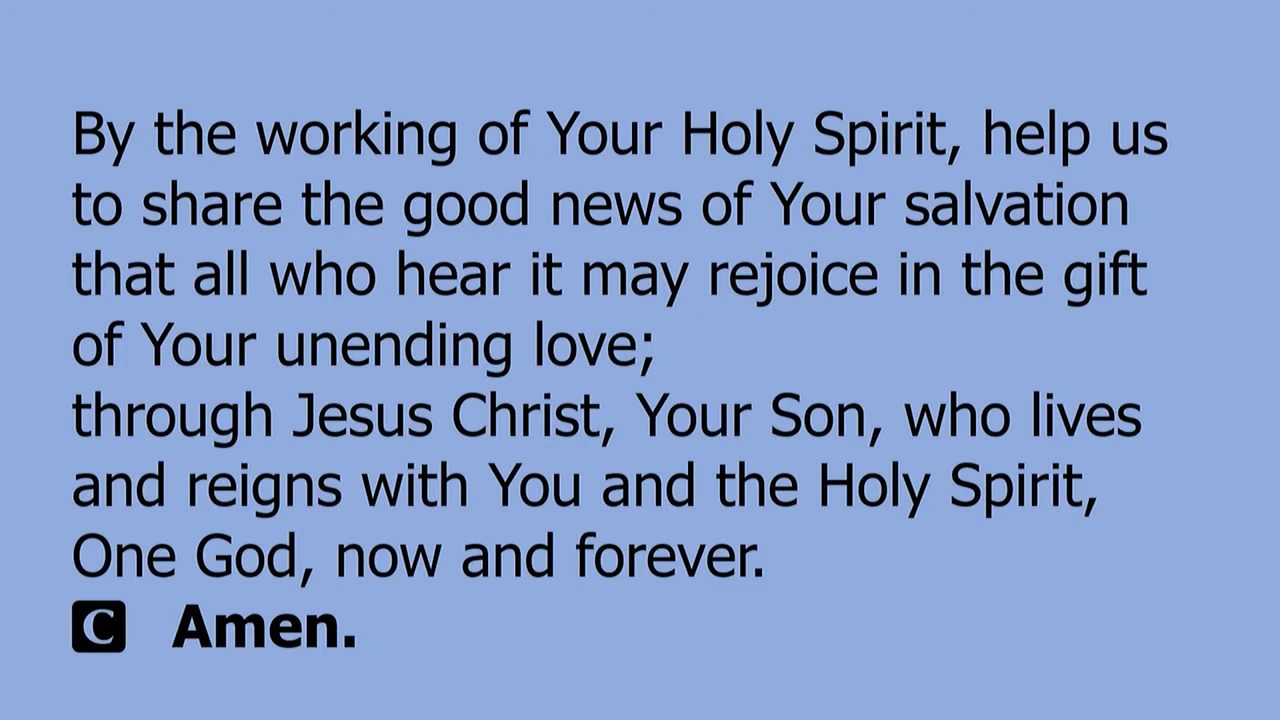 By the working of Your Holy Spirit, help us
to share the good news of Your salvation
that all who hear it may rejoice in the gift
of Your unending love;
through Jesus Christ, Your Son, who lives
and reigns with You and the Holy Spirit,
One God, now and forever.
C Amen.